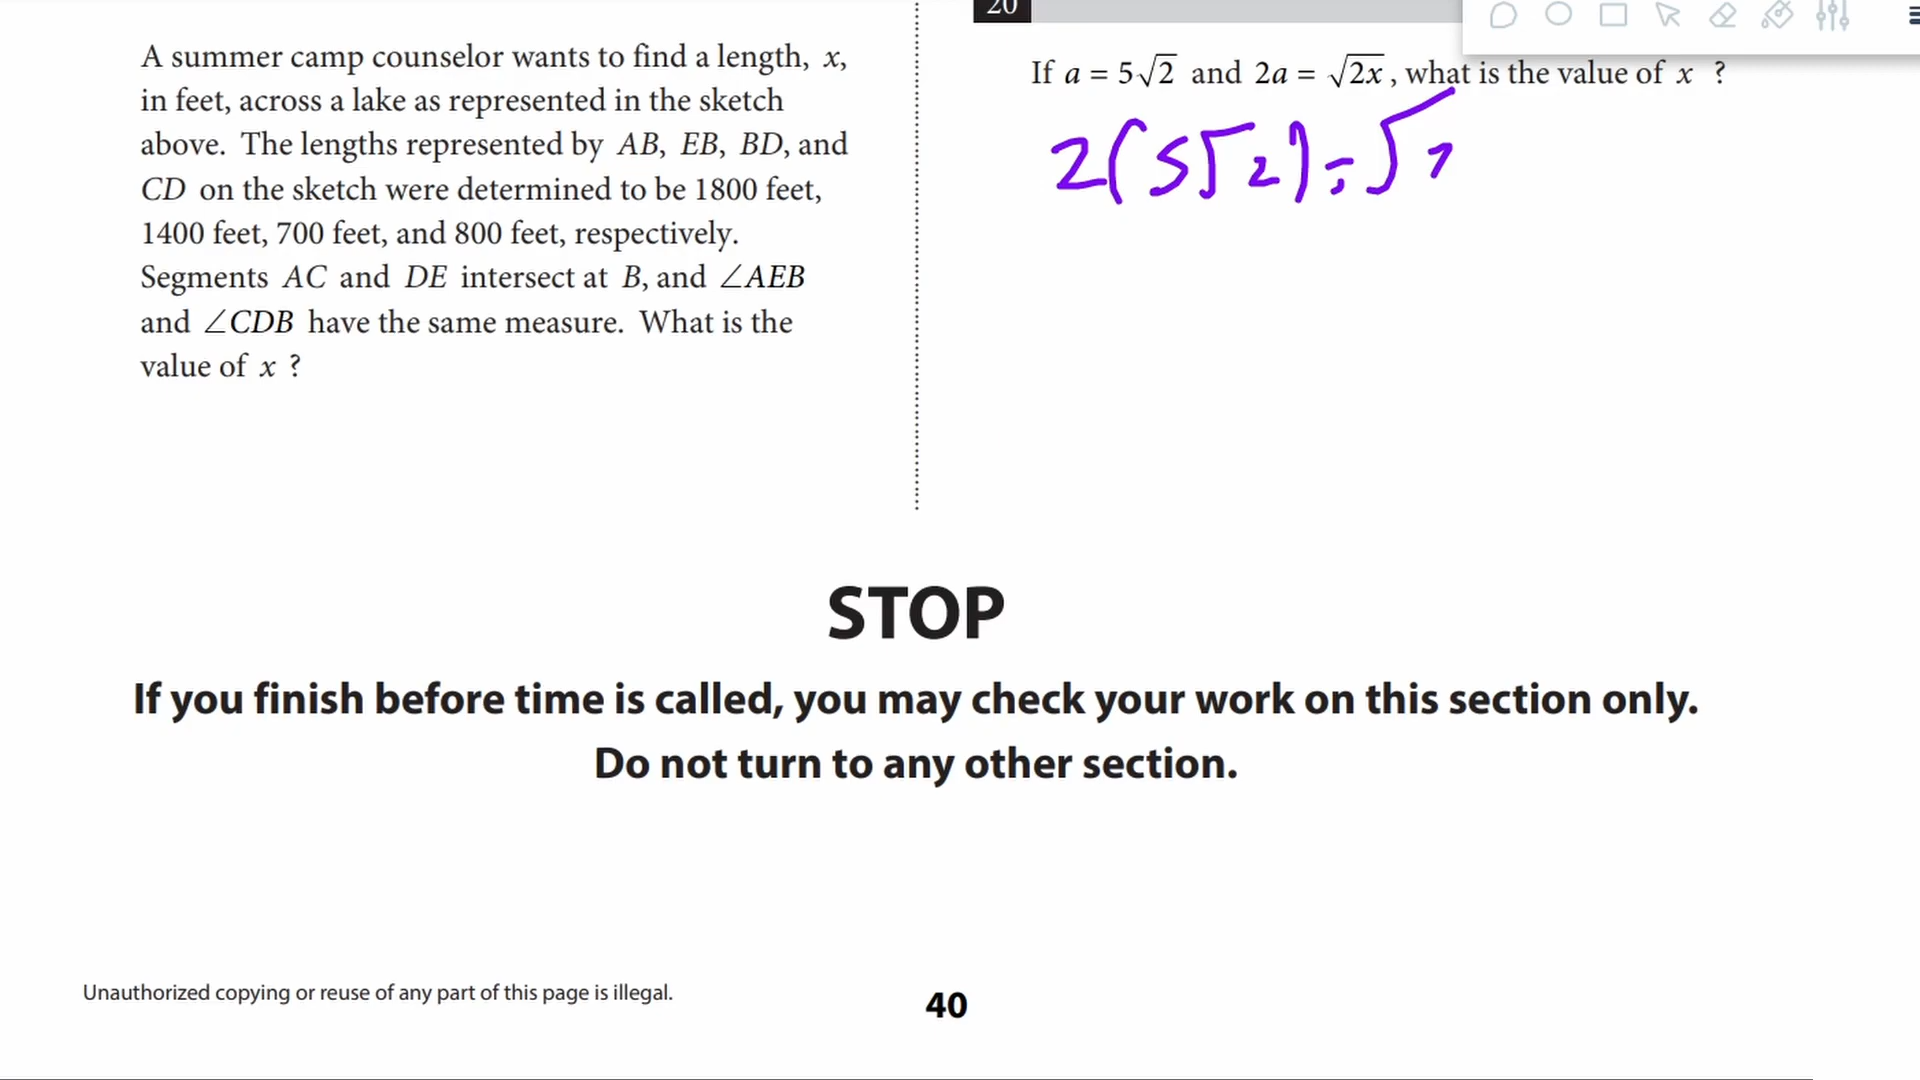 A summer camp counselor wants to find a length, x,
in feet, across a lake as represented in the sketch
above. The lengths represented by AB, EB, BD, and
CD on the sketch were determined to be 1800 feet,
1400 feet, 700 feet, and 800 feet, respectively.
Segments AC and DE intersect at B, and ∠AEB
and ∠CDB have the same measure. What is the
value of x ?
20
If a = 5√2 and 2a = √2x, what is the value of x ?
2(5√2) = √
STOP
If you finish before time is called, you may check your work on this section only.
Do not turn to any other section.
Unauthorized copying or reuse of any part of this page is illegal.
40